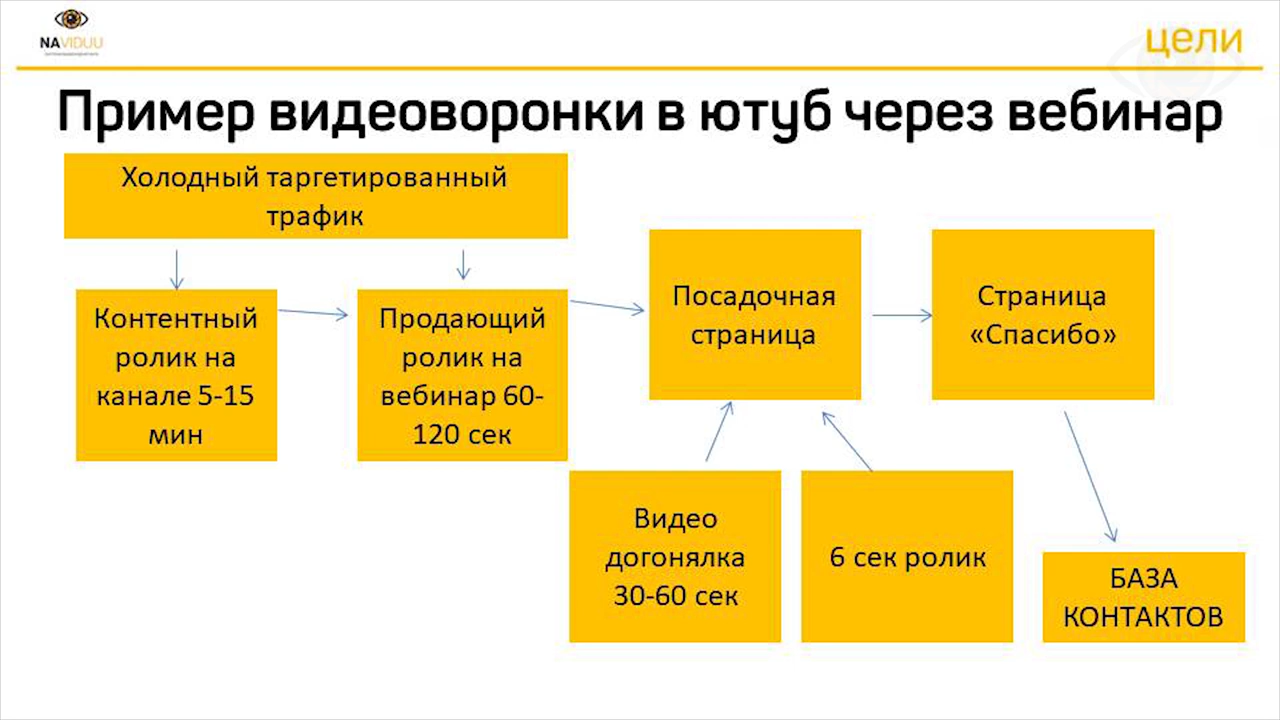 NAVIDUU
цели
Пример видеоворонки в ютуб через вебинар
Холодный таргетированный
трафик
Контентный
ролик на
канале 5-15
мин
Продающий
ролик на
вебинар 60-
120 сек
Посадочная
страница
Страница
«Спасибо»
Видео
догонялка
30-60 сек
6 сек ролик
БАЗА
КОНТАКТОВ